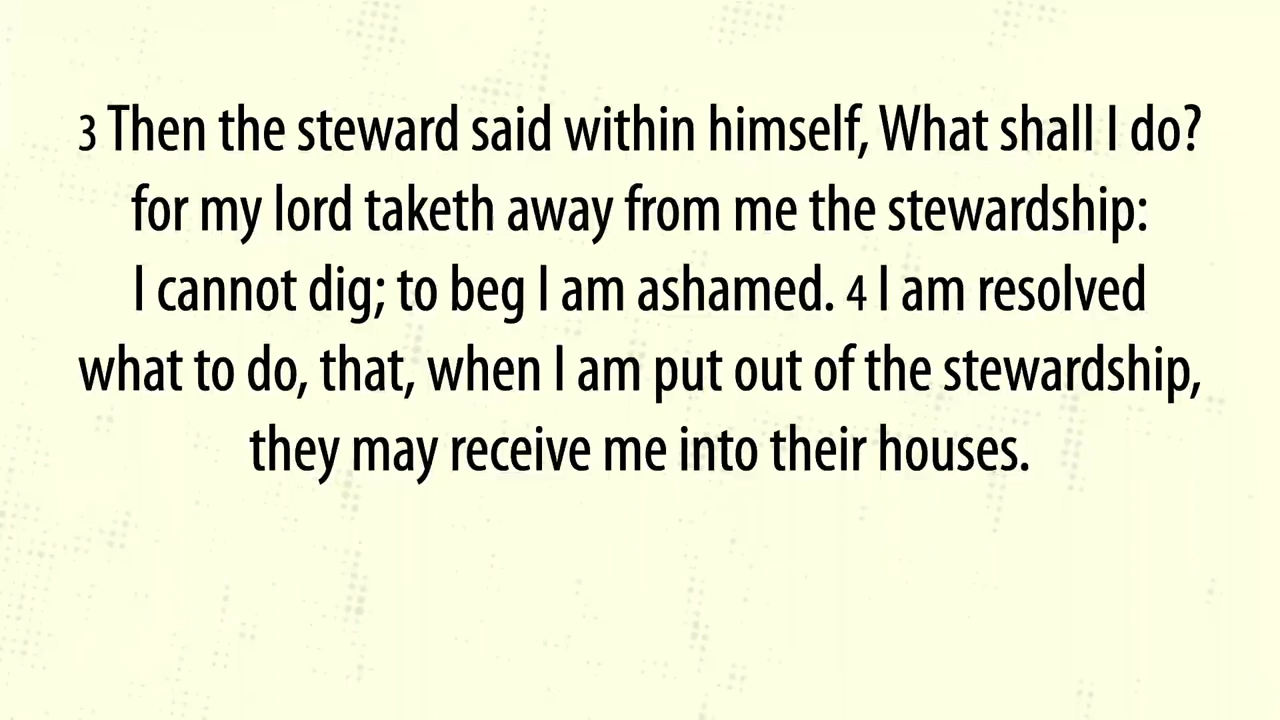 3 Then the steward said within himself, What shall I do?
for my lord taketh away from me the stewardship:
I cannot dig; to beg I am ashamed. 4 I am resolved
what to do, that, when I am put out of the stewardship,
they may receive me into their houses.